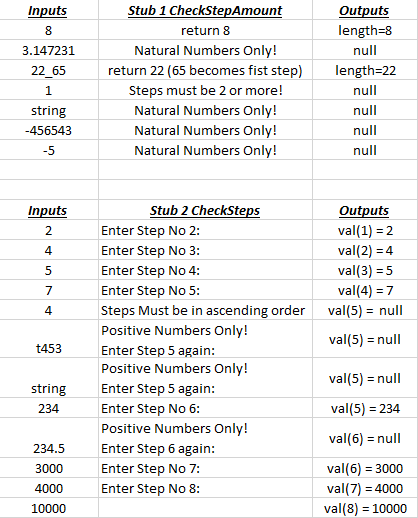 Inputs Stub 1 CheckStepAmount Outputs
8 return 8 length=8
3.147231 Natural Numbers Only! null
22_65 return 22 (65 becomes fist step) length=22
1 Steps must be 2 or more! null
string Natural Numbers Only! null
-456543 Natural Numbers Only! null
-5 Natural Numbers Only! null
Inputs Stub 2 CheckSteps Outputs
2 Enter Step No 2: val(1) = 2
4 Enter Step No 3: val(2) = 4
5 Enter Step No 4: val(3) = 5
7 Enter Step No 5: val(4) = 7
4 Steps Must be in ascending order val(5) = null
Positive Numbers Only!
t453 Enter Step 5 again: val(5) = null
Positive Numbers Only!
string Enter Step 5 again: val(5) = null
234 Enter Step No 6: val(5) = 234
Positive Numbers Only!
234.5 Enter Step 6 again: val(6) = null
3000 Enter Step No 7: val(6) = 3000
4000 Enter Step No 8: val(7) = 4000
10000 val(8) = 10000